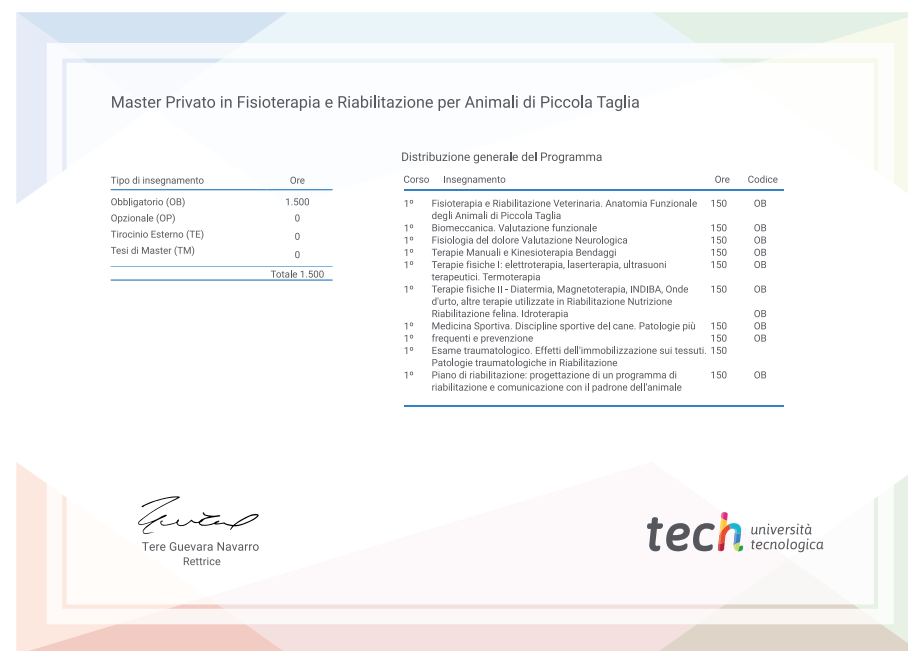 Master Privato in Fisioterapia e Riabilitazione per Animali di Piccola Taglia
Tipo di insegnamento Ore
Obbligatorio (OB) 1.500
Opzionale (OP) 0
Tirocinio Esterno (TE) 0
Tesi di Master (TM) 0
Totale 1.500
Distribuzione generale del Programma
Corso Insegnamento Ore Codice
1º Fisioterapia e Riabilitazione Veterinaria. Anatomia Funzionale 150 OB
degli Animali di Piccola Taglia
1º Biomeccanica. Valutazione funzionale 150 OB
1º Fisiologia del dolore Valutazione Neurologica 150 OB
1º Terapie Manuali e Kinesioterapia Bendaggi 150 OB
1º Terapie fisiche I: elettroterapia, laserterapia, ultrasuoni 150 OB
terapeutici. Termoterapia
1º Terapie fisiche II - Diatermia, Magnetoterapia, INDIBA, Onde 150 OB
d'urto, altre terapie utilizzate in Riabilitazione Nutrizione
Riabilitazione felina. Idroterapia OB
1º Medicina Sportiva. Discipline sportive del cane. Patologie più 150 OB
1º frequenti e prevenzione 150 OB
1º Esame traumatologico. Effetti dell'immobilizzazione sui tessuti. 150
Patologie traumatologiche in Riabilitazione
1º Piano di riabilitazione: progettazione di un programma di 150 OB
riabilitazione e comunicazione con il padrone dell'animale
Tere Guevara Navarro
Rettrice
tech università
tecnologica